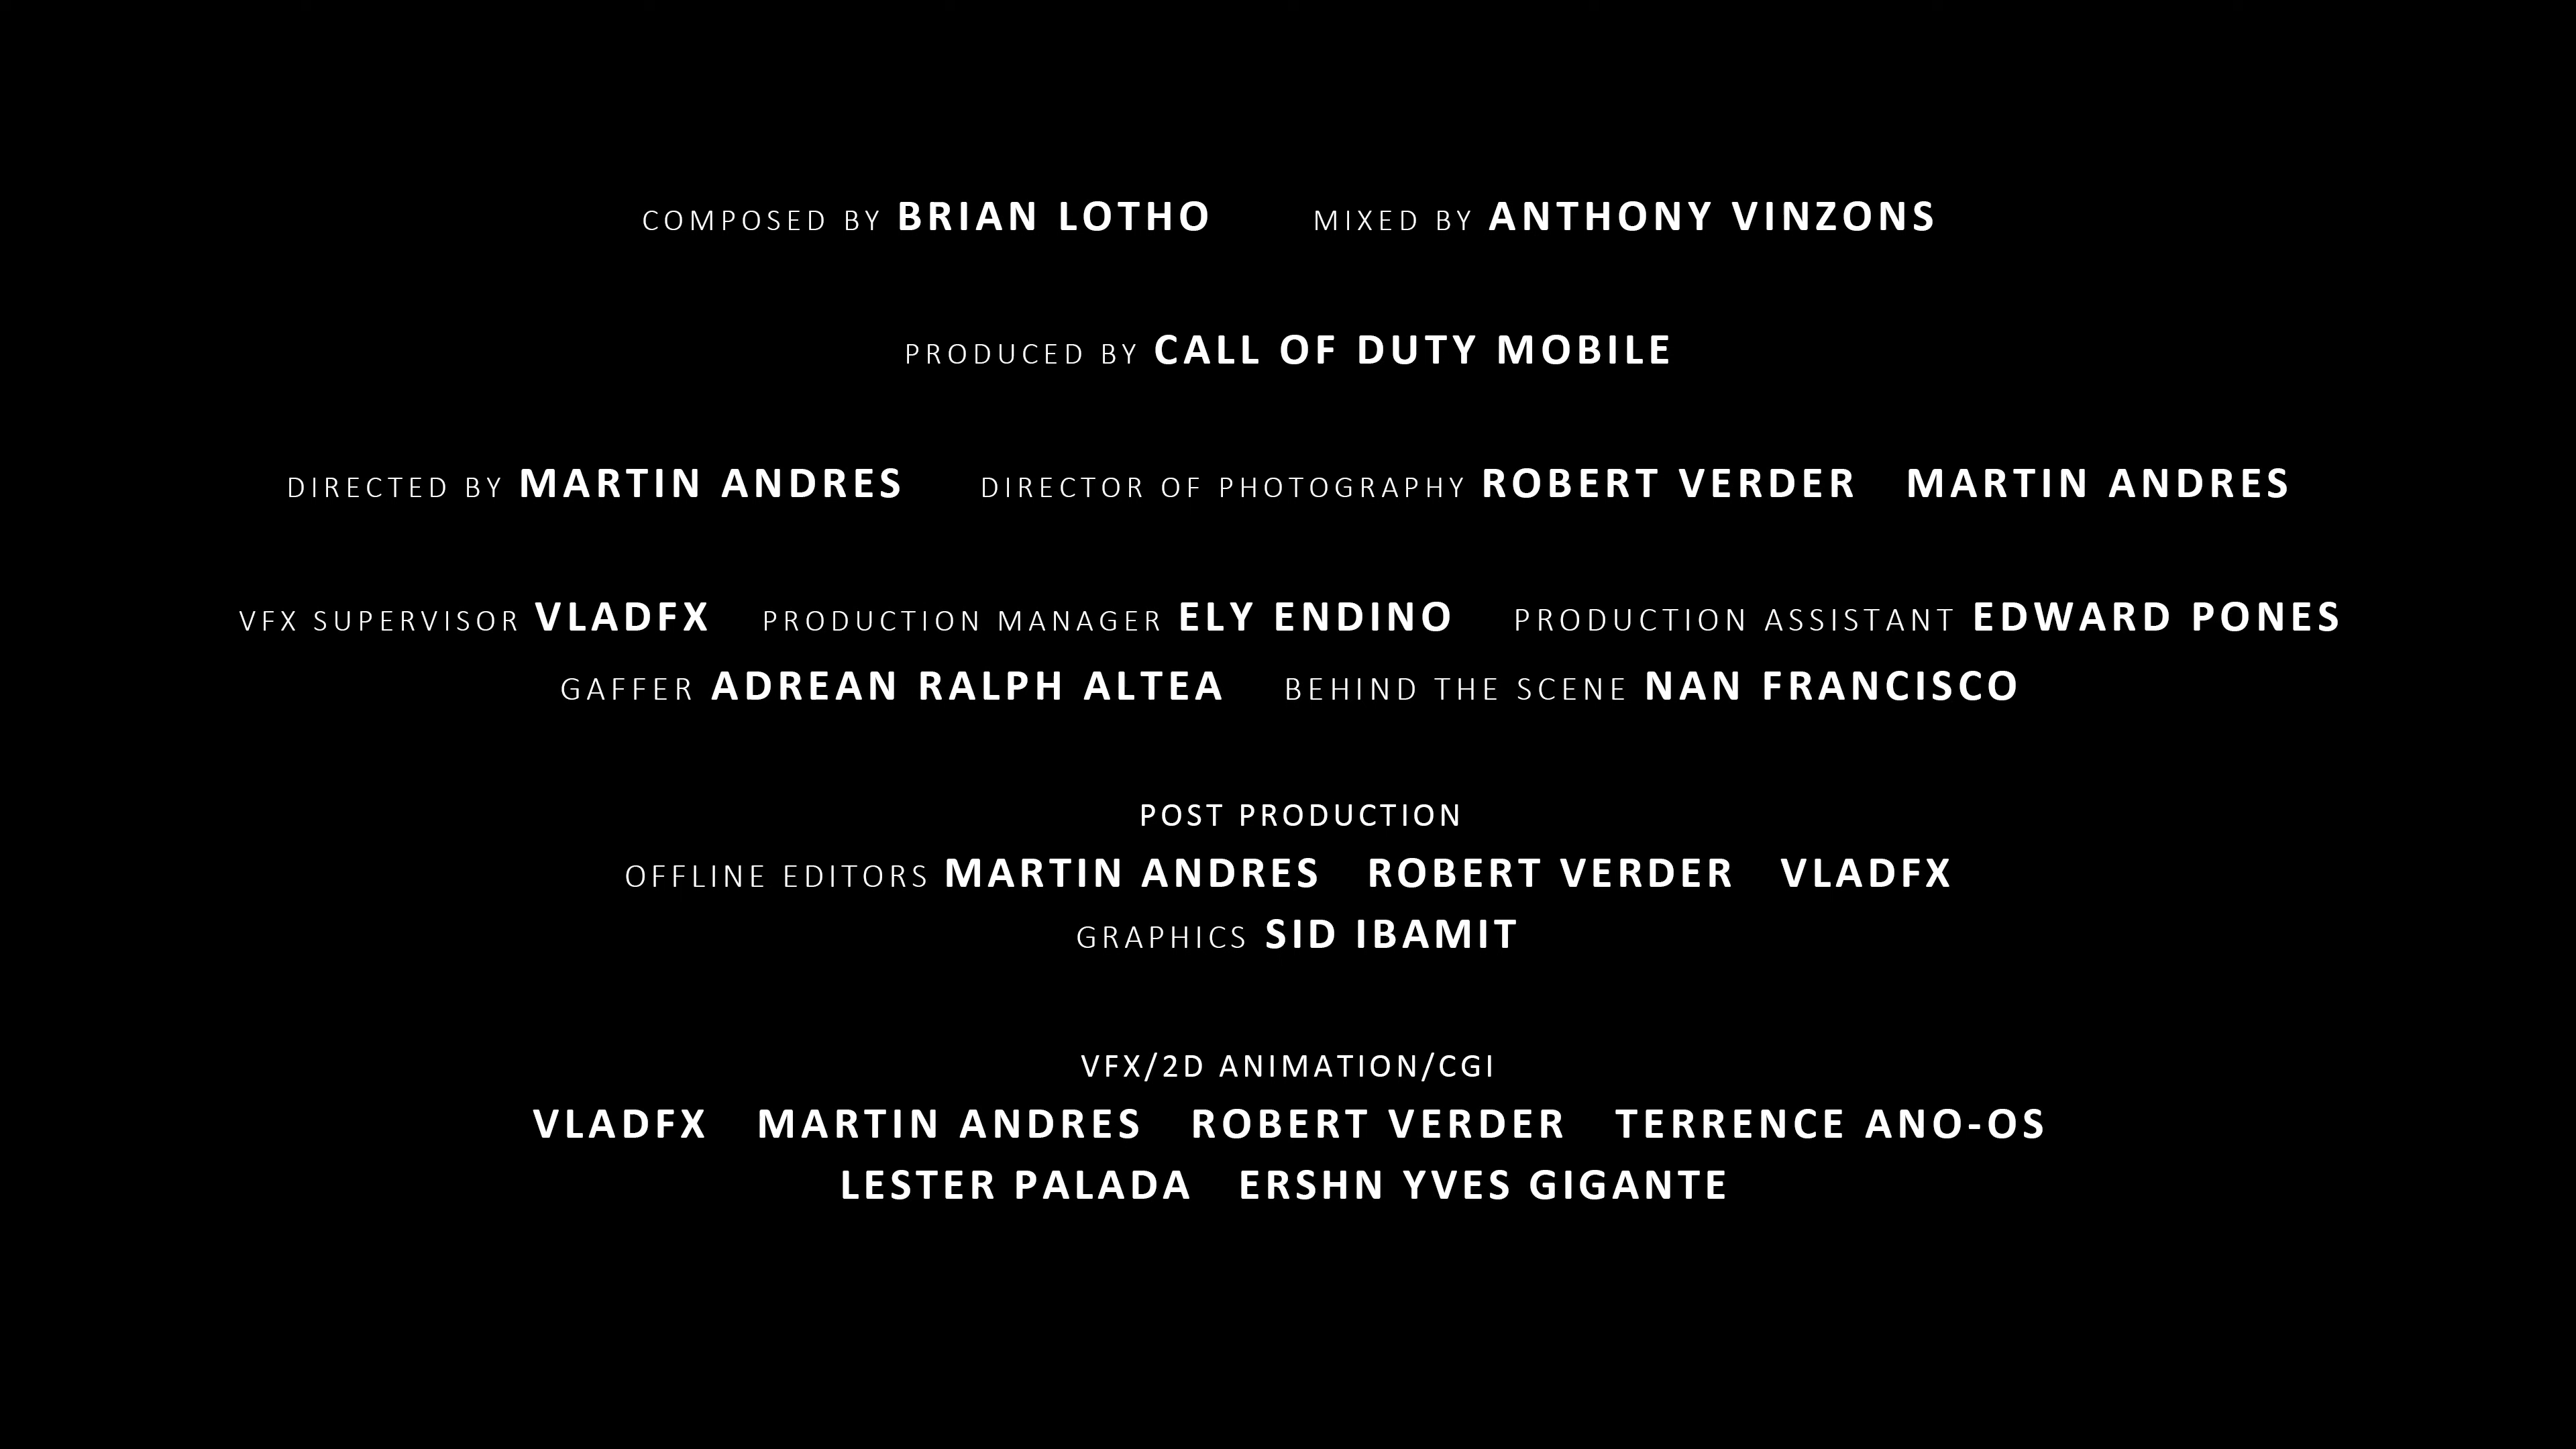 COMPOSED BY BRIAN LOTHO MIXED BY ANTHONY VINZONS
PRODUCED BY CALL OF DUTY MOBILE
DIRECTED BY MARTIN ANDRES DIRECTOR OF PHOTOGRAPHY ROBERT VERDER MARTIN ANDRES
VFX SUPERVISOR VLADFX PRODUCTION MANAGER ELY ENDINO PRODUCTION ASSISTANT EDWARD PONES
GAFFER ADREAN RALPH ALTEA BEHIND THE SCENE NAN FRANCISCO
POST PRODUCTION
OFFLINE EDITORS MARTIN ANDRES ROBERT VERDER VLADFX
GRAPHICS SID IBAMIT
VFX/2D ANIMATION/CGI
VLADFX MARTIN ANDRES ROBERT VERDER TERRENCE ANO-OS
LESTER PALADA ERSHN YVES GIGANTE